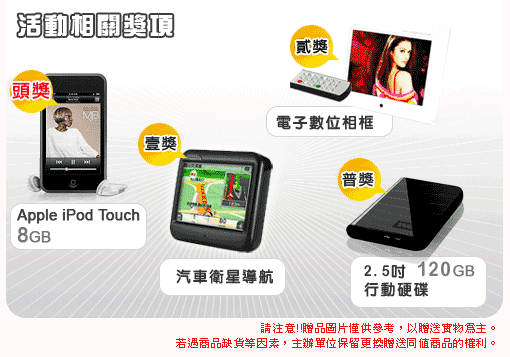 活動相關獎項
頭獎
Apple iPod Touch
8GB
壹獎
汽車衛星導航
貳獎
電子數位相框
普獎
2.5吋 120GB
行動硬碟
請注意!!贈品圖片僅供參考，以贈送實物為主。
若遇商品缺貨等因素，主辦單位保留更換贈送同值商品的權利。